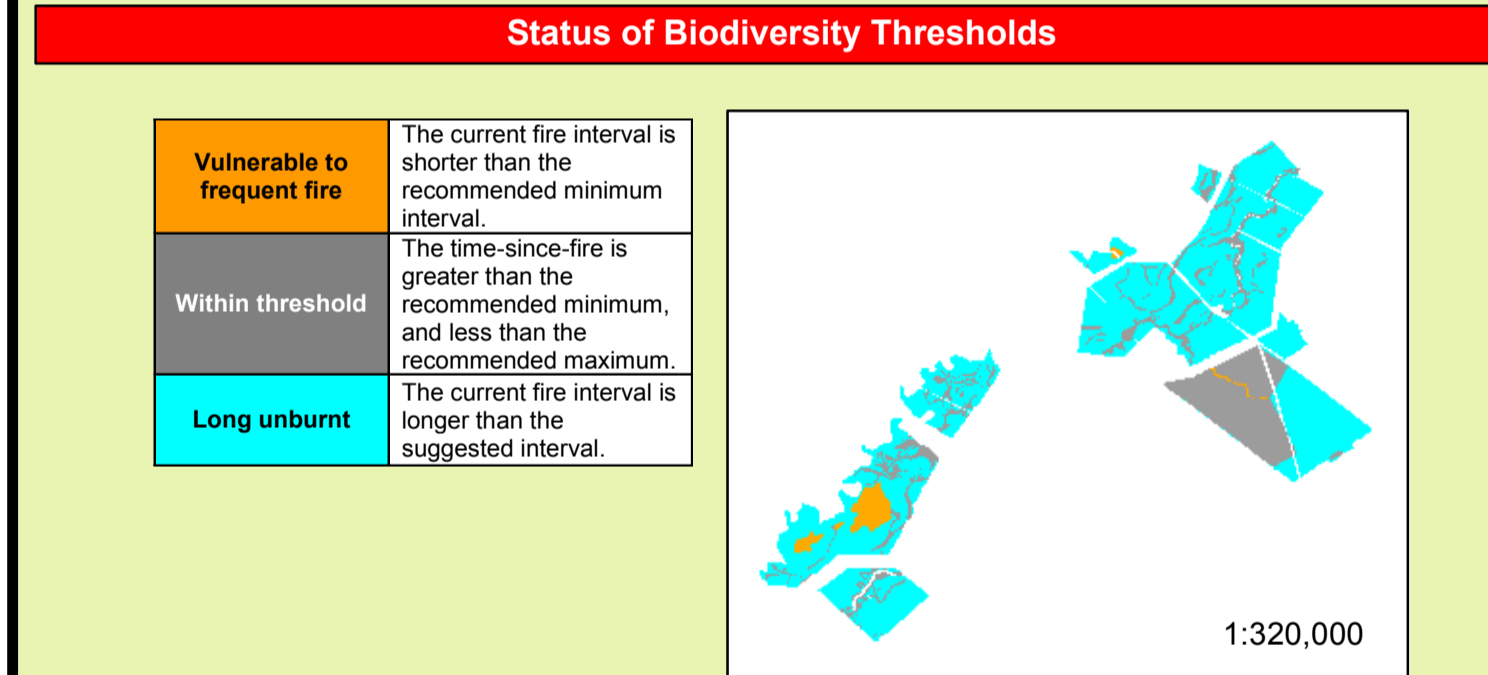 Status of Biodiversity Thresholds
Vulnerable to
frequent fire
The current fire interval is
shorter than the
recommended minimum
interval.
Within threshold
The time-since-fire is
greater than the
recommended minimum,
and less than the
recommended maximum.
Long unburnt
The current fire interval is
longer than the
suggested interval.
1:320,000